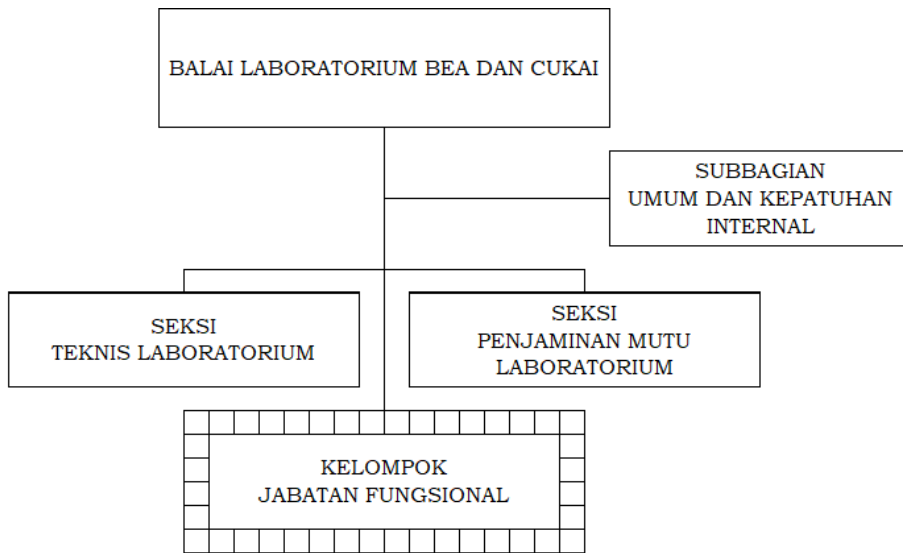 BALAI LABORATORIUM BEA DAN CUKAI
SUBBAGIAN
UMUM DAN KEPATUHAN
INTERNAL
SEKSI
TEKNIS LABORATORIUM
SEKSI
PENJAMINAN MUTU
LABORATORIUM
KELOMPOK
JABATAN FUNGSIONAL